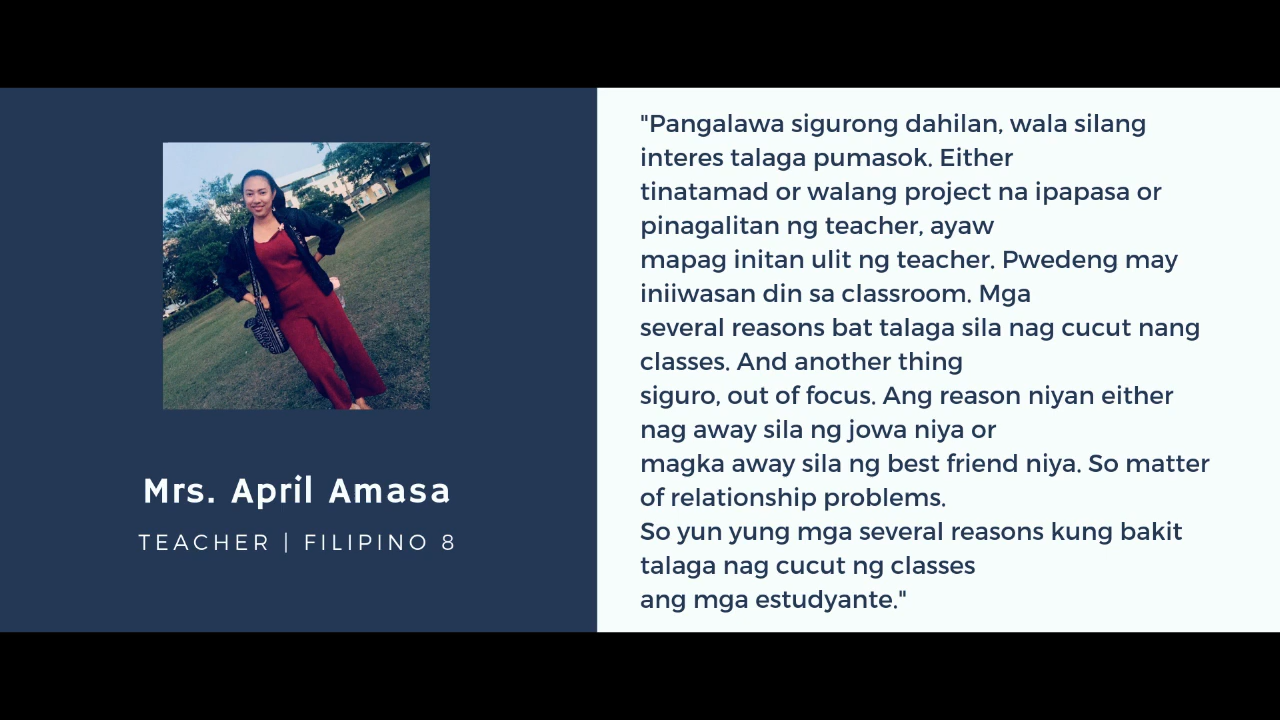 Mrs. April Amasa
TEACHER | FILIPINO 8
"Pangalawa sigurong dahilan, wala silang
interes talaga pumasok. Either
tinatamad or walang project na ipapasa or
pinagalitan ng teacher, ayaw
mapag initan ulit ng teacher. Pwedeng may
iniiwasan din sa classroom. Mga
several reasons bat talaga sila nag cucut nang
classes. And another thing
siguro, out of focus. Ang reason niyan either
nag away sila ng jowa niya or
magka away sila ng best friend niya. So matter
of relationship problems.
So yun yung mga several reasons kung bakit
talaga nag cucut ng classes
ang mga estudyante."